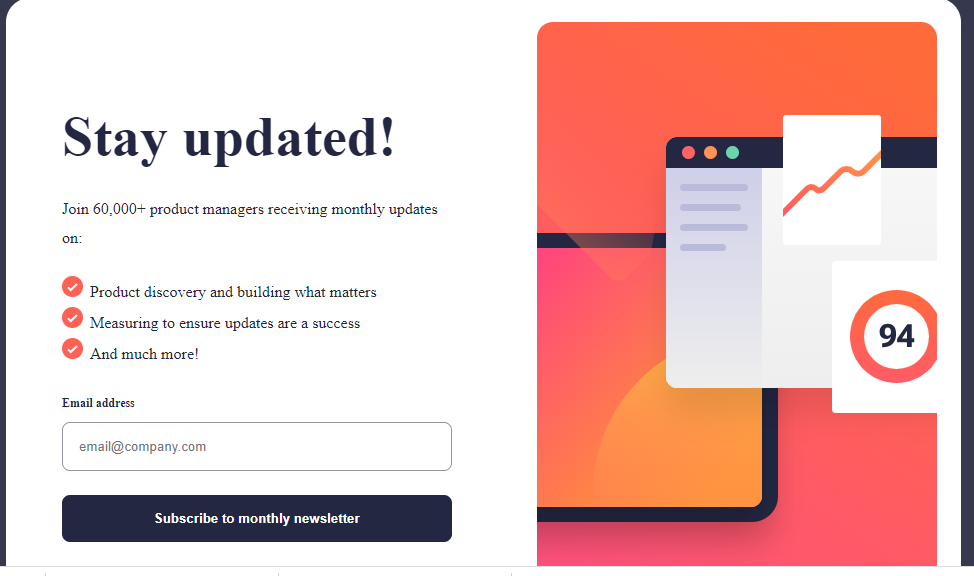 Stay updated!
Join 60,000+ product managers receiving monthly updates
on:
Product discovery and building what matters
Measuring to ensure updates are a success
And much more!
Email address
email@company.com
Subscribe to monthly newsletter
94